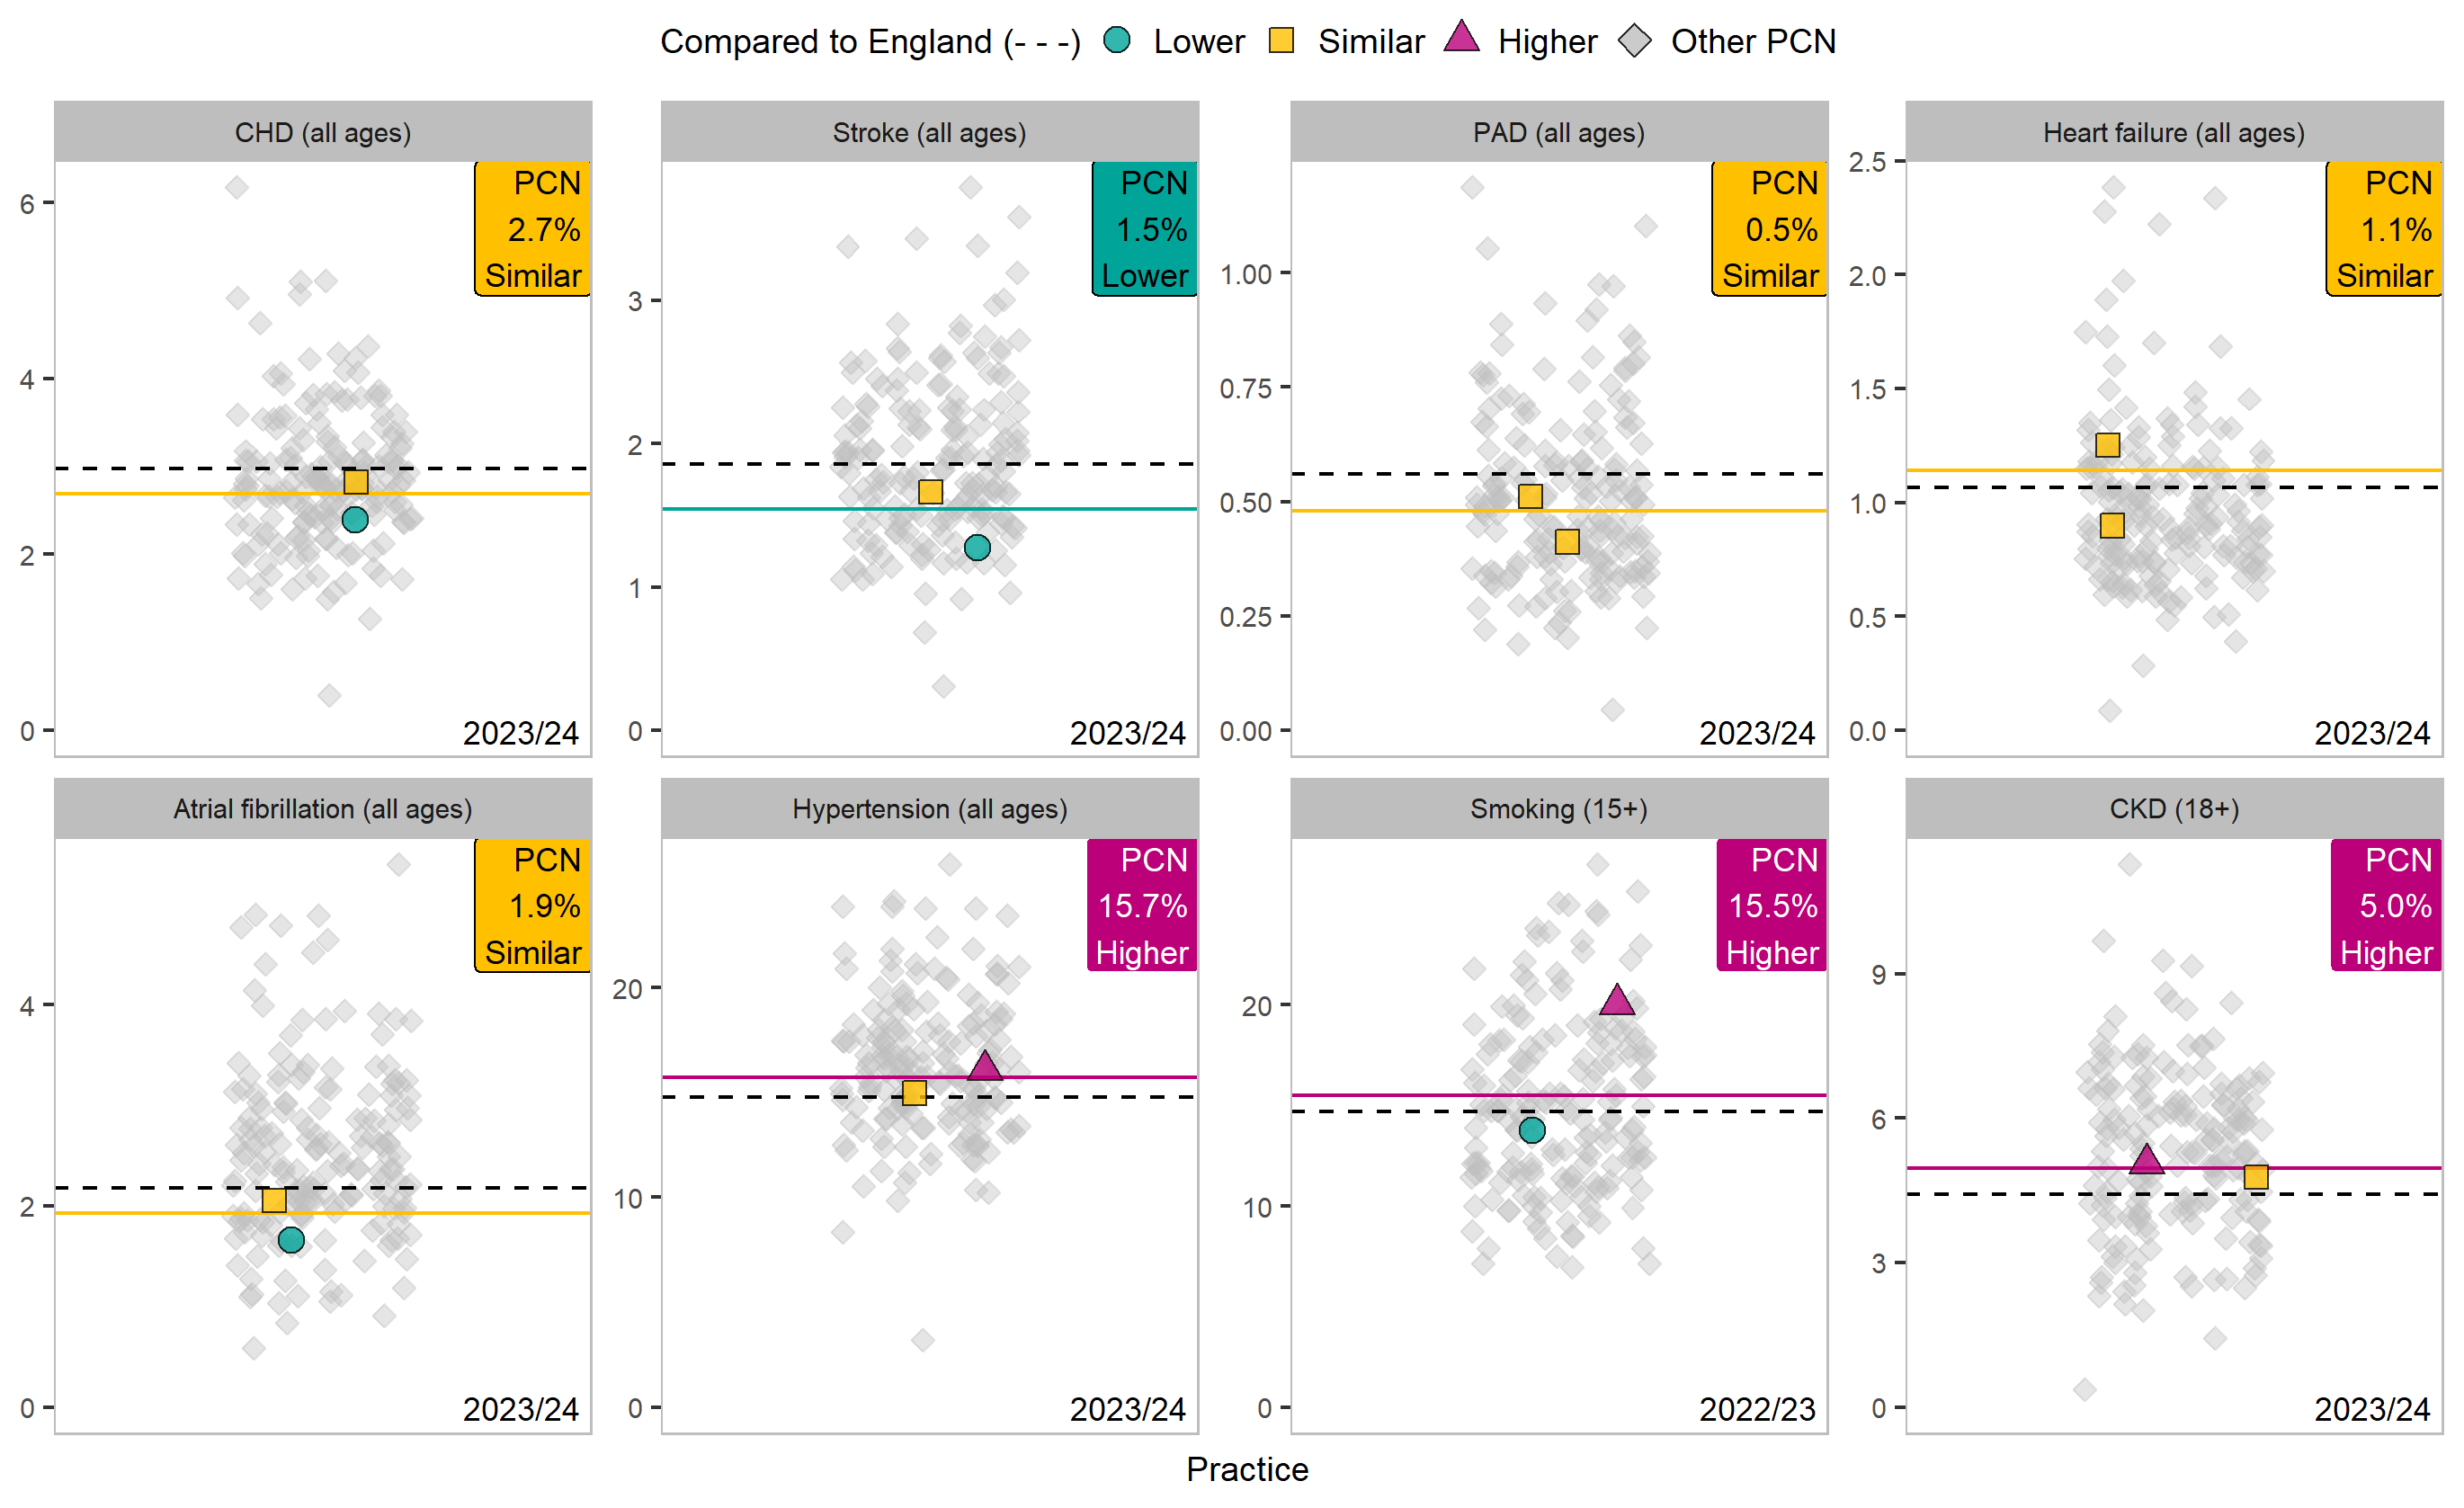 Compared to England (- - -) Lower Similar Higher Other PCN
CHD (all ages)
PCN
2.7%
Similar
6
4
2
0
2023/24
Stroke (all ages)
PCN
1.5%
Lower
3
2
1
0
2023/24
PAD (all ages)
PCN
0.5%
Similar
1.00
0.75
0.50
0.25
0.00
2023/24
Heart failure (all ages)
PCN
1.1%
Similar
2.5
2.0
1.5
1.0
0.5
0.0
2023/24
Atrial fibrillation (all ages)
PCN
1.9%
Similar
4
2
0
2023/24
Hypertension (all ages)
PCN
15.7%
Higher
20
10
0
2023/24
Smoking (15+)
PCN
15.5%
Higher
20
10
0
2022/23
CKD (18+)
PCN
5.0%
Higher
9
6
3
0
2023/24
Practice